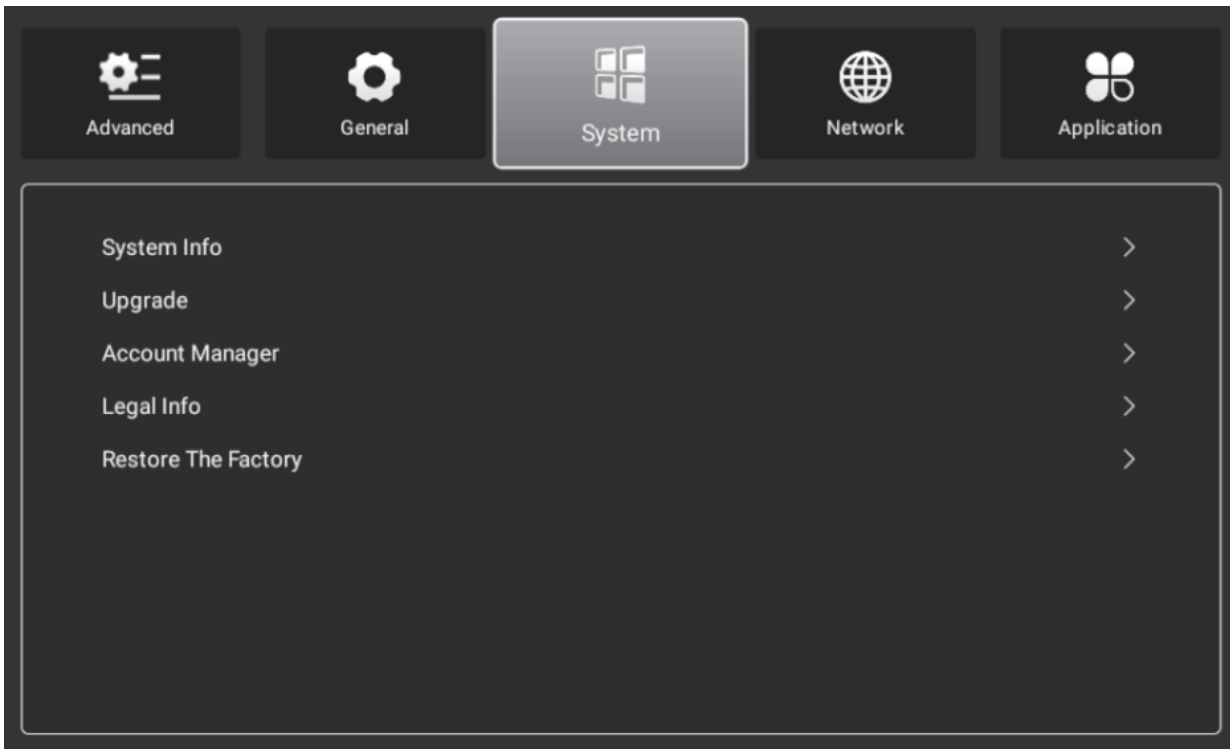 Advanced
General
System
Network
Application
System Info
Upgrade
Account Manager
Legal Info
Restore The Factory